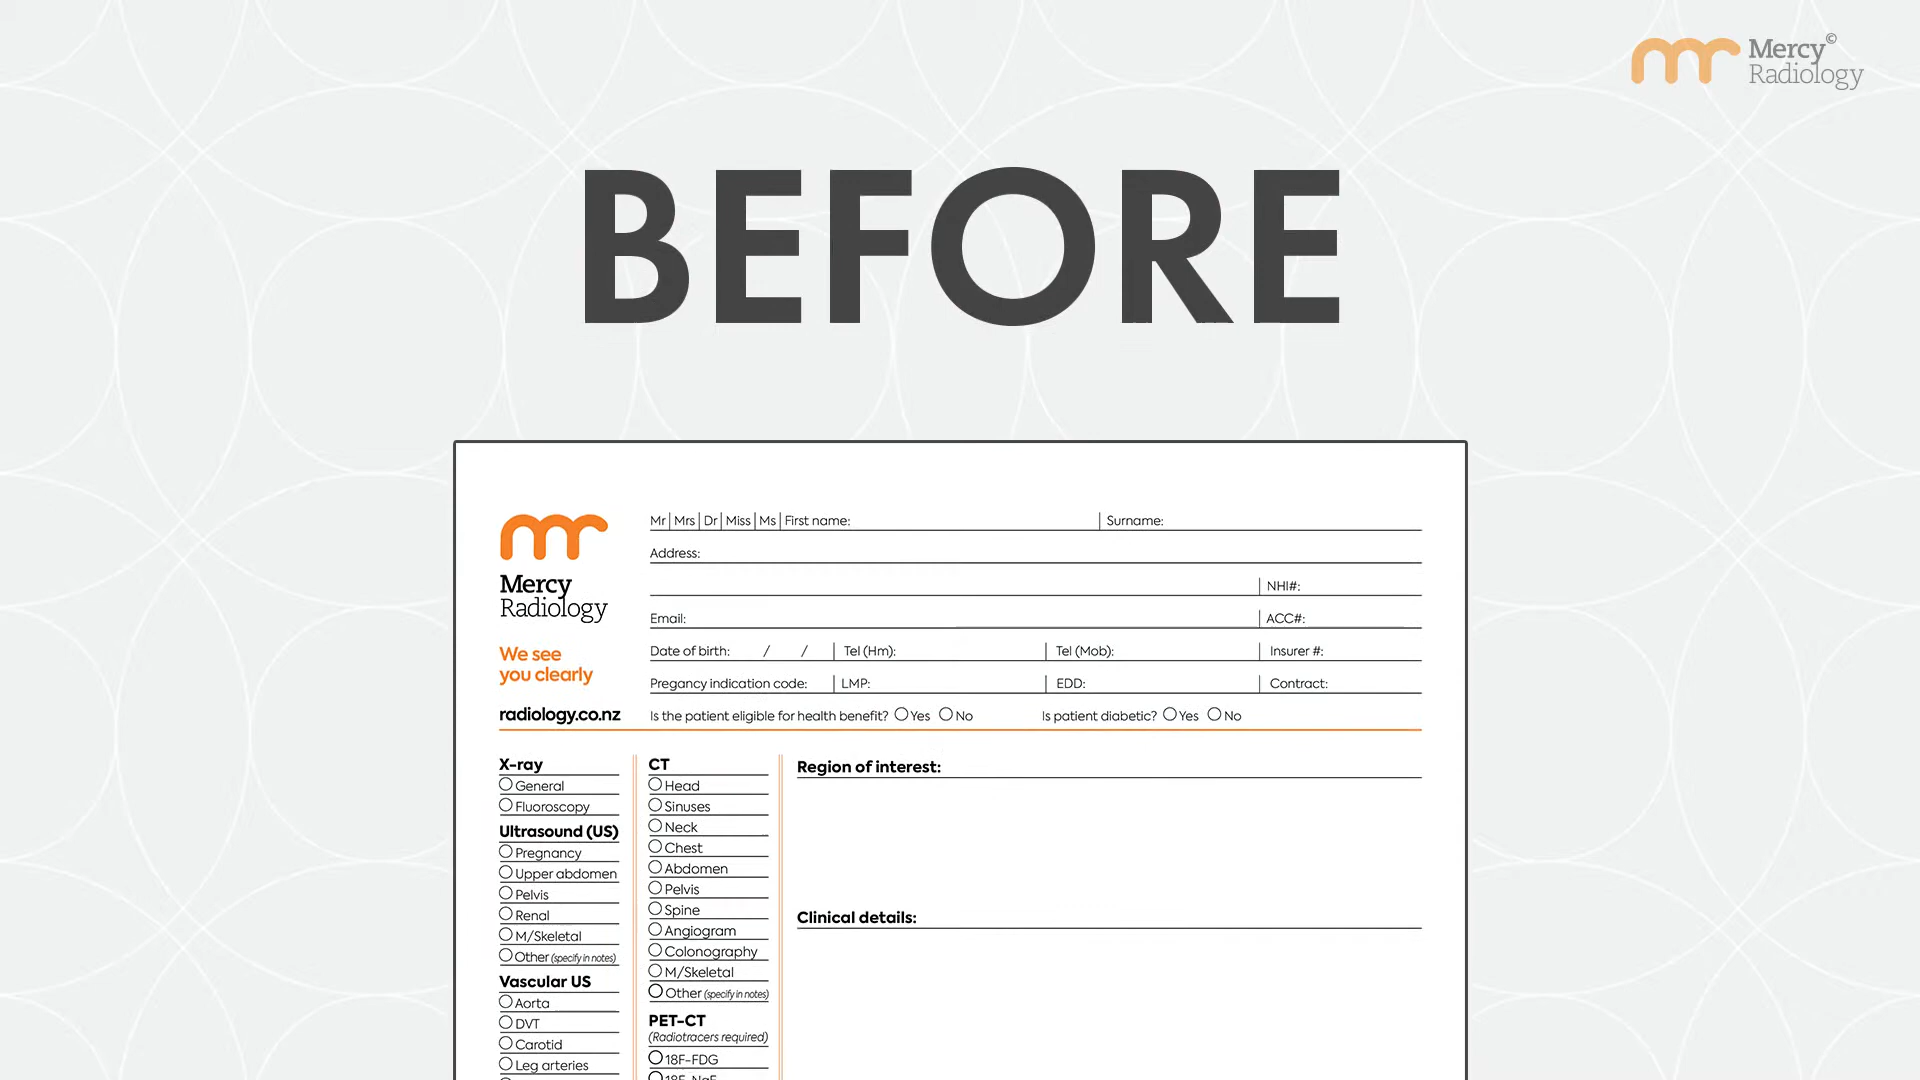 Mercy©
Radiology
BEFORE
Mr Mrs Dr Miss Ms First name: Surname:
Address:
NHI#:
Email: ACC#:
Date of birth: / / Tel (Hm): Tel (Mob): Insurer #:
Pregancy indication code: LMP: EDD: Contract:
Is the patient eligible for health benefit? Yes No Is patient diabetic? Yes No
Mercy
Radiology
We see
you clearly
radiology.co.nz
X-ray
General
Fluoroscopy
Ultrasound (US)
Pregnancy
Upper abdomen
Pelvis
Renal
M/Skeletal
Other (specify in notes)
Vascular US
Aorta
DVT
Carotid
Leg arteries
CT
Head
Sinuses
Neck
Chest
Abdomen
Pelvis
Spine
Angiogram
Colonography
M/Skeletal
Other (specify in notes)
PET-CT
(Radiotracers required)
18F-FDG
18F-NaF
Region of interest:
Clinical details: